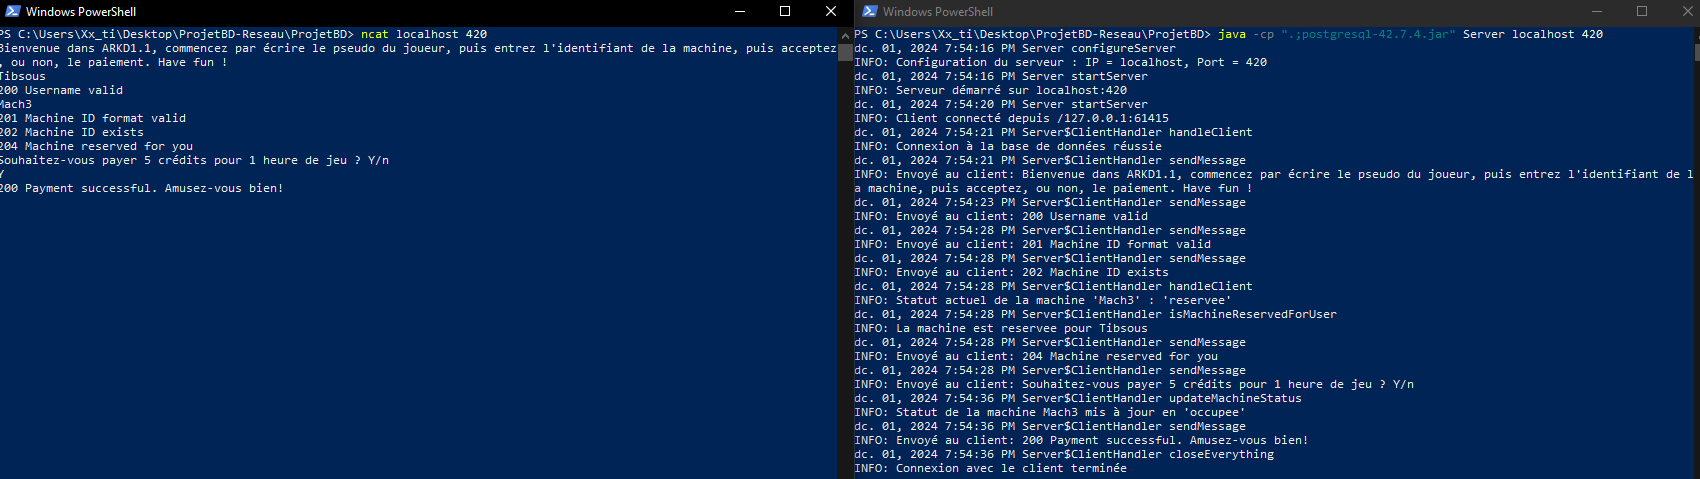 Windows PowerShell
PS C:\Users\Xx_ti\Desktop\ProjetBD-Reseau\ProjetBD> ncat localhost 420
Bienvenue dans ARKD1.1, commencez par écrire le pseudo du joueur, puis entrez l'identifiant de la machine, puis acceptez
, ou non, le paiement. Have fun !
Tibsous
200 Username valid
Mach3
201 Machine ID format valid
202 Machine ID exists
204 Machine reserved for you
Souhaitez-vous payer 5 crédits pour 1 heure de jeu ? Y/n
Y
200 Payment successful. Amusez-vous bien!
Windows PowerShell
PS C:\Users\Xx_ti\Desktop\ProjetBD-Reseau\ProjetBD> java -cp ".;postgresql-42.7.4.jar" Server localhost 420
dc. 01, 2024 7:54:16 PM Server configureServer
INFO: Configuration du serveur : IP = localhost, Port = 420
dc. 01, 2024 7:54:16 PM Server startServer
INFO: Serveur démarré sur localhost:420
dc. 01, 2024 7:54:20 PM Server startServer
INFO: Client connecté depuis /127.0.0.1:61415
dc. 01, 2024 7:54:21 PM Server$ClientHandler handleClient
INFO: Connexion à la base de données réussie
dc. 01, 2024 7:54:21 PM Server$ClientHandler sendMessage
INFO: Envoyé au client: Bienvenue dans ARKD1.1, commencez par écrire le pseudo du joueur, puis entrez l'identifiant de l
a machine, puis acceptez, ou non, le paiement. Have fun !
dc. 01, 2024 7:54:23 PM Server$ClientHandler sendMessage
INFO: Envoyé au client: 200 Username valid
dc. 01, 2024 7:54:28 PM Server$ClientHandler sendMessage
INFO: Envoyé au client: 201 Machine ID format valid
dc. 01, 2024 7:54:28 PM Server$ClientHandler sendMessage
INFO: Envoyé au client: 202 Machine ID exists
dc. 01, 2024 7:54:28 PM Server$ClientHandler handleClient
INFO: Statut actuel de la machine 'Mach3' : 'reservee'
dc. 01, 2024 7:54:28 PM Server$ClientHandler isMachineReservedForUser
INFO: La machine est reservee pour Tibsous
dc. 01, 2024 7:54:28 PM Server$ClientHandler sendMessage
INFO: Envoyé au client: 204 Machine reserved for you
dc. 01, 2024 7:54:28 PM Server$ClientHandler sendMessage
INFO: Envoyé au client: Souhaitez-vous payer 5 crédits pour 1 heure de jeu ? Y/n
dc. 01, 2024 7:54:36 PM Server$ClientHandler updateMachineStatus
INFO: Statut de la machine Mach3 mis à jour en 'occupee'
dc. 01, 2024 7:54:36 PM Server$ClientHandler sendMessage
INFO: Envoyé au client: 200 Payment successful. Amusez-vous bien!
dc. 01, 2024 7:54:36 PM Server$ClientHandler closeEverything
INFO: Connexion avec le client terminée